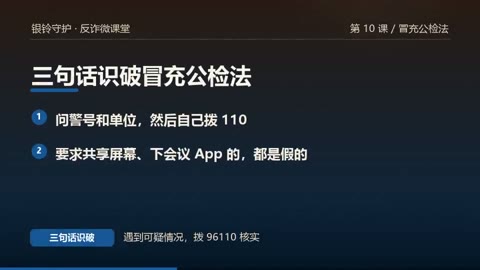 银铃守护 · 反诈微课堂
第 10 课 / 冒充公检法
三句话识破冒充公检法
1 问警号和单位，然后自己拨 110
2 要求共享屏幕、下会议 App 的，都是假的
三句话识破 遇到可疑情况，拨 96110 核实